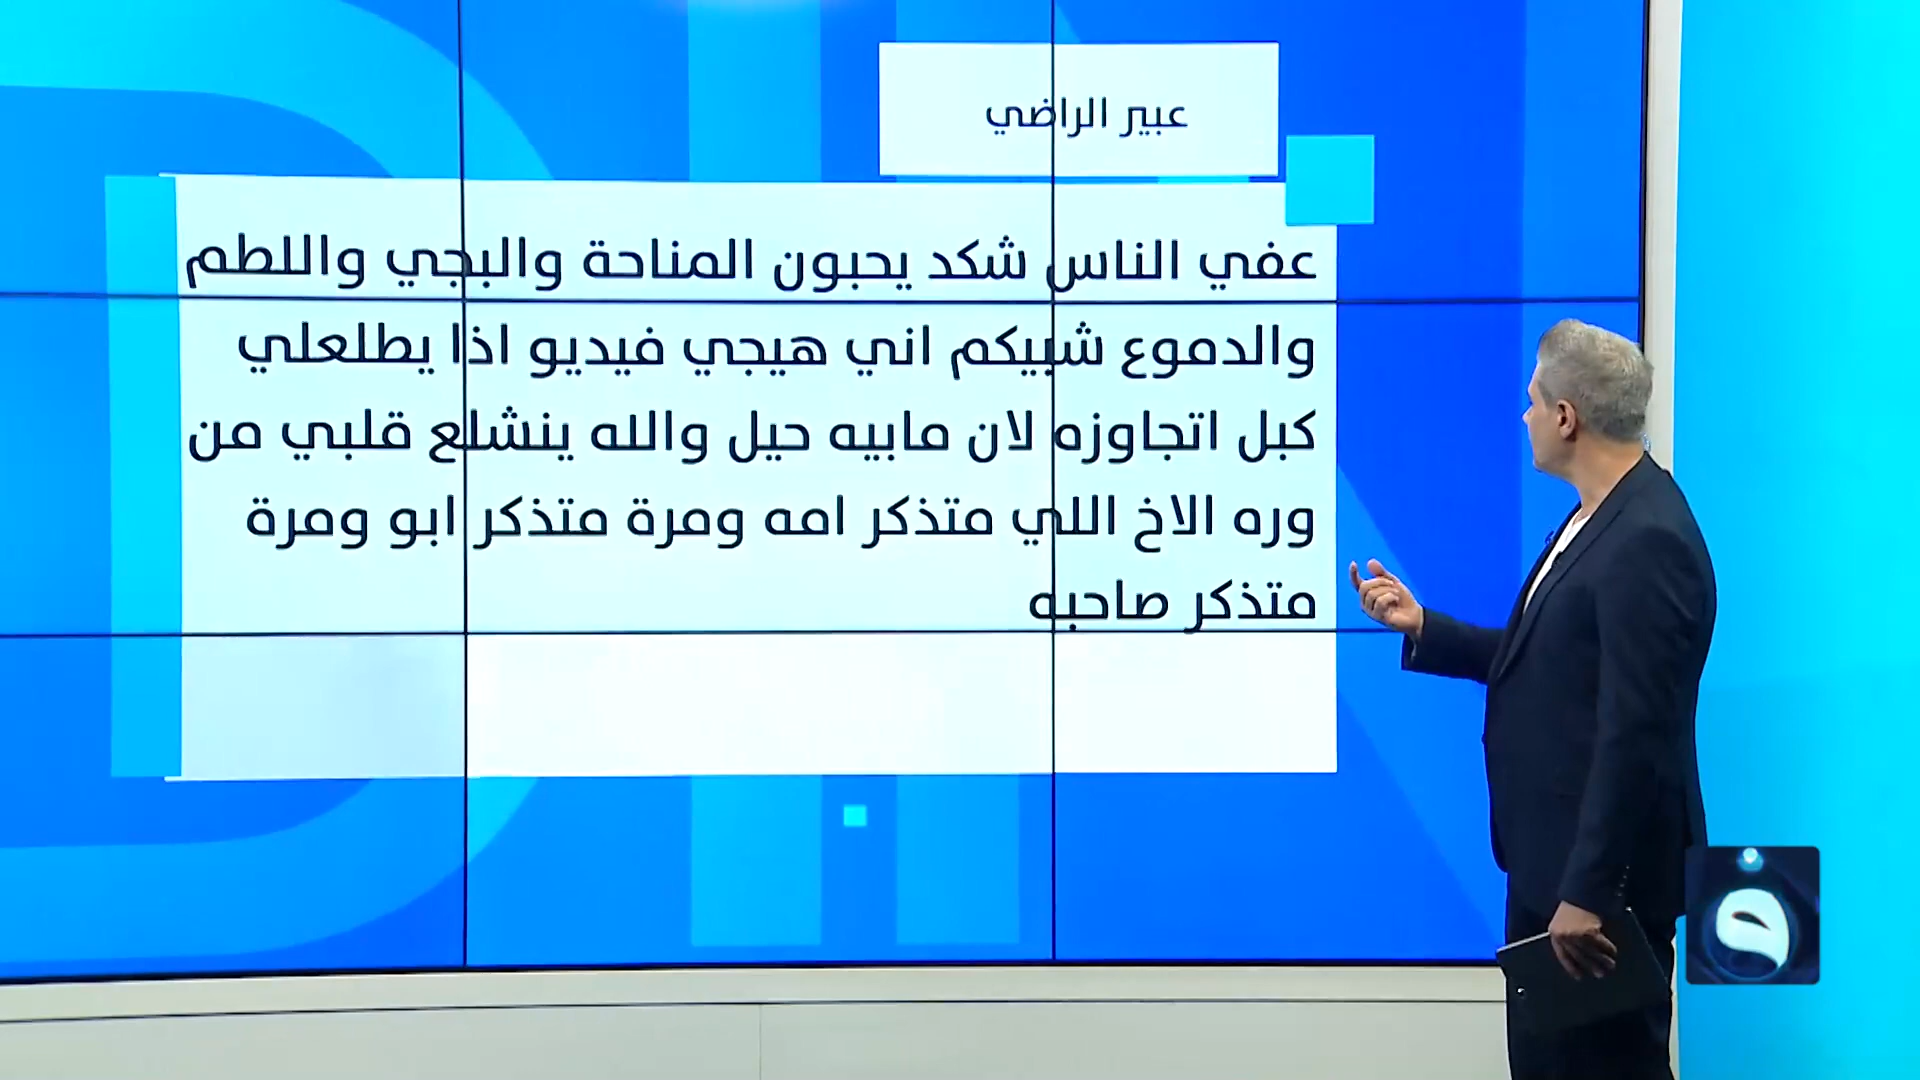 عبير الراضي
عفي الناس شكد يحبون المناحة والبجي واللطم
والدموع شبيكم اني هيجي فيديو اذا يطلعلي
كبل اتجاوزه لان مابيه حيل والله ينشلع قلبي من
وره الاخ اللي متذكر امه ومرة متذكر ابو ومرة
متذكر صاحبه